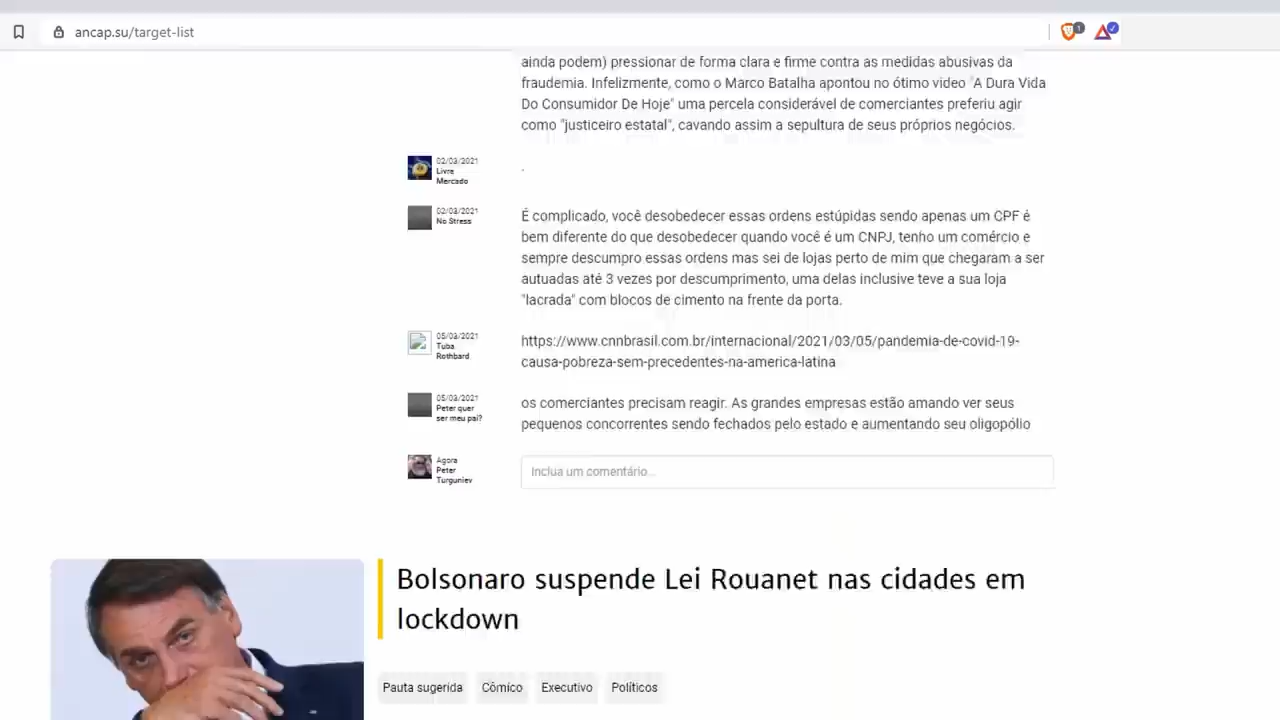 ancap.su/target-list
1
ainda podem) pressionar de forma clara e firme contra as medidas abusivas da
fraudemia. Infelizmente, como o Marco Batalha apontou no ótimo video "A Dura Vida
Do Consumidor De Hoje" uma percela considerável de comerciantes preferiu agir
como "justiceiro estatal", cavando assim a sepultura de seus próprios negócios.
02/03/2021
Livre
Mercado
.
02/03/2021
No Stress
É complicado, você desobedecer essas ordens estúpidas sendo apenas um CPF é
bem diferente do que desobedecer quando você é um CNPJ, tenho um comércio e
sempre descumpro essas ordens mas sei de lojas perto de mim que chegaram a ser
autuadas até 3 vezes por descumprimento, uma delas inclusive teve a sua loja
"lacrada" com blocos de cimento na frente da porta.
05/03/2021
Tuba
Rothbard
https://www.cnnbrasil.com.br/internacional/2021/03/05/pandemia-de-covid-19-
causa-pobreza-sem-precedentes-na-america-latina
05/03/2021
Peter quer
ser meu pai?
os comerciantes precisam reagir. As grandes empresas estão amando ver seus
pequenos concorrentes sendo fechados pelo estado e aumentando seu oligopólio
Agora
Peter
Turguniev
Inclua um comentário...
Bolsonaro suspende Lei Rouanet nas cidades em
lockdown
Pauta sugerida
Cômico
Executivo
Políticos